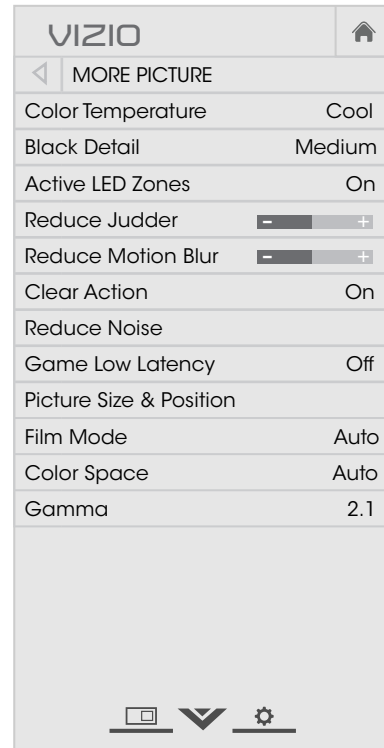 VIZIO
MORE PICTURE
Color Temperature Cool
Black Detail Medium
Active LED Zones On
Reduce Judder - +
Reduce Motion Blur - +
Clear Action On
Reduce Noise
Game Low Latency Off
Picture Size & Position
Film Mode Auto
Color Space Auto
Gamma 2.1